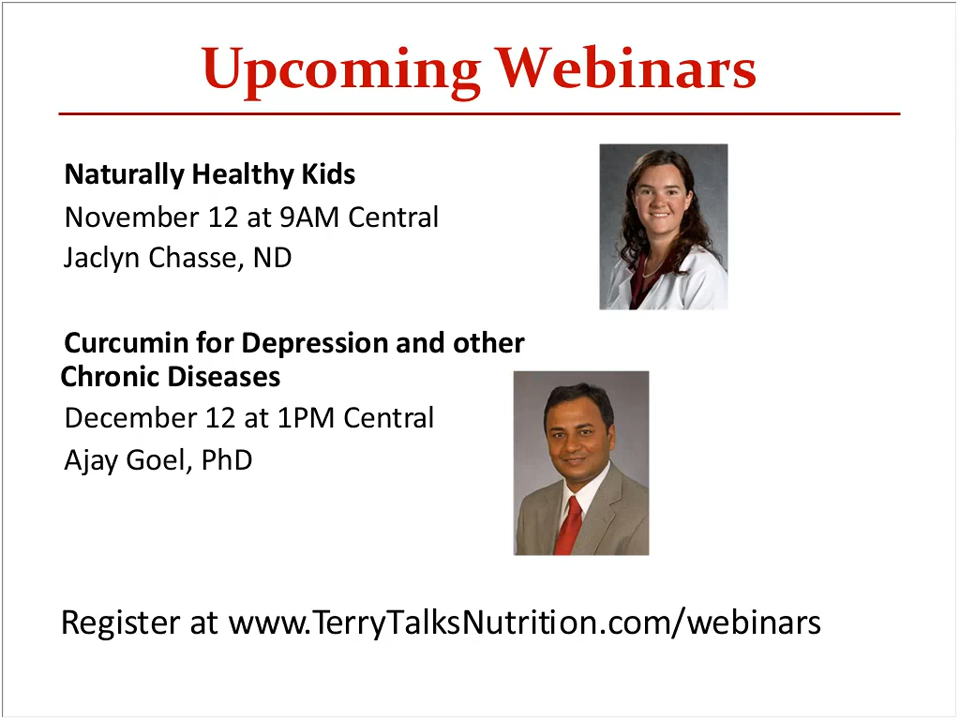 Upcoming Webinars
Naturally Healthy Kids
November 12 at 9AM Central
Jaclyn Chasse, ND
Curcumin for Depression and other
Chronic Diseases
December 12 at 1PM Central
Ajay Goel, PhD
Register at www.TerryTalksNutrition.com/webinars